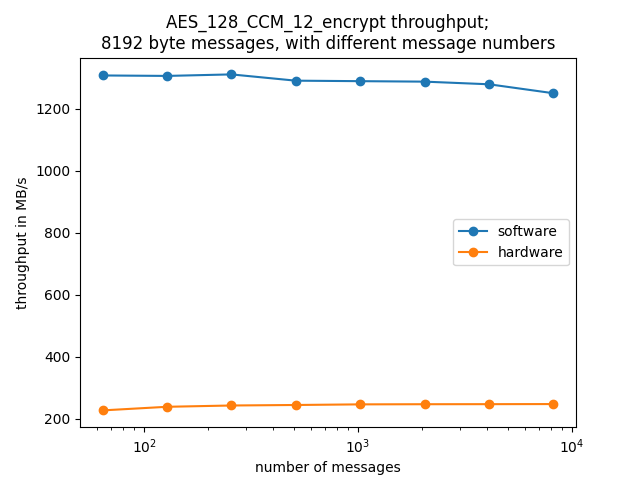 AES_128_CCM_12_encrypt throughput;
8192 byte messages, with different message numbers
throughput in MB/s
1200
1000
800
600
400
200
software
hardware
10²
10³
10⁴
number of messages